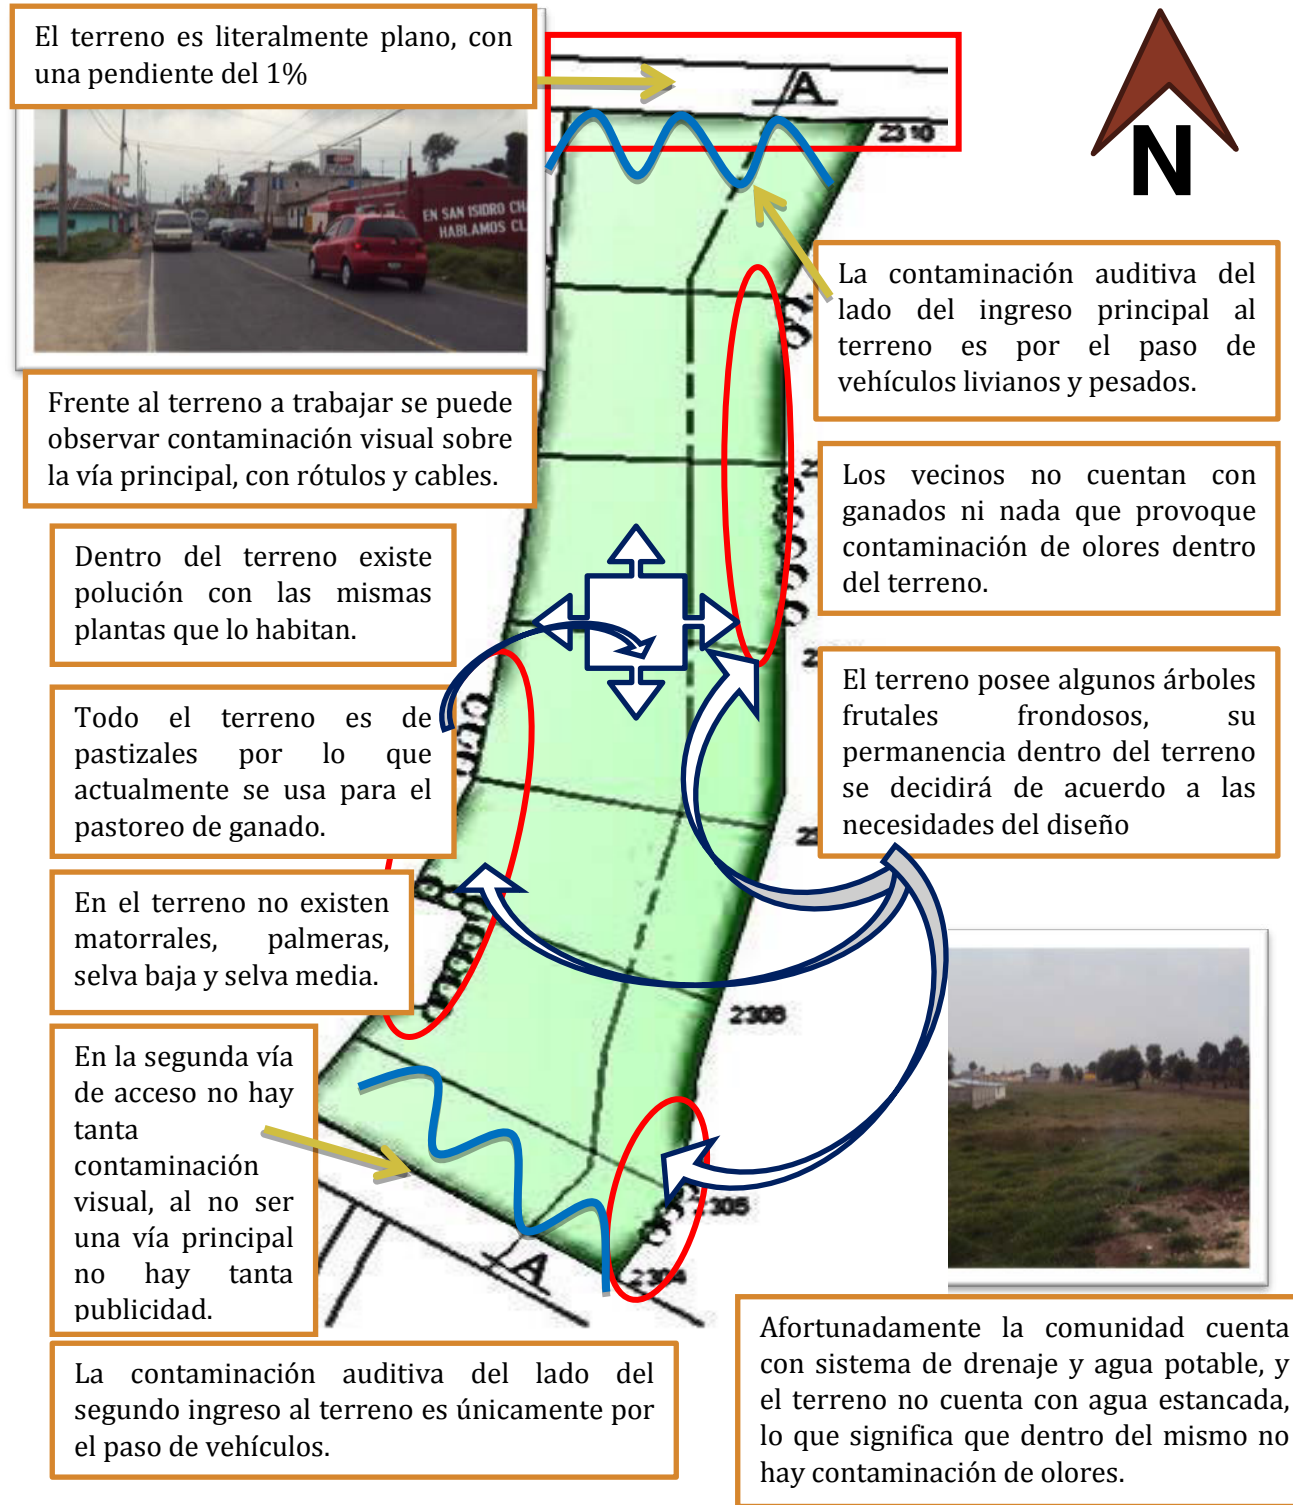 El terreno es literalmente plano, con
una pendiente del 1%
A
2310
N
EN SAN ISIDRO
HABLAMOS
La contaminación auditiva del
lado del ingreso principal al
terreno es por el paso de
vehículos livianos y pesados.
Frente al terreno a trabajar se puede
observar contaminación visual sobre
la vía principal, con rótulos y cables.
Los vecinos no cuentan con
ganados ni nada que provoque
contaminación de olores dentro
del terreno.
Dentro del terreno existe
polución con las mismas
plantas que lo habitan.
El terreno posee algunos árboles
frutales frondosos, su
permanencia dentro del terreno
se decidirá de acuerdo a las
necesidades del diseño
Todo el terreno es de
pastizales por lo que
actualmente se usa para el
pastoreo de ganado.
En el terreno no existen
matorrales, palmeras,
selva baja y selva media.
2306
En la segunda vía
de acceso no hay
tanta
contaminación
visual, al no ser
una vía principal
no hay tanta
publicidad.
2305
A
2304
La contaminación auditiva del lado del
segundo ingreso al terreno es únicamente por
el paso de vehículos.
Afortunadamente la comunidad cuenta
con sistema de drenaje y agua potable, y
el terreno no cuenta con agua estancada,
lo que significa que dentro del mismo no
hay contaminación de olores.